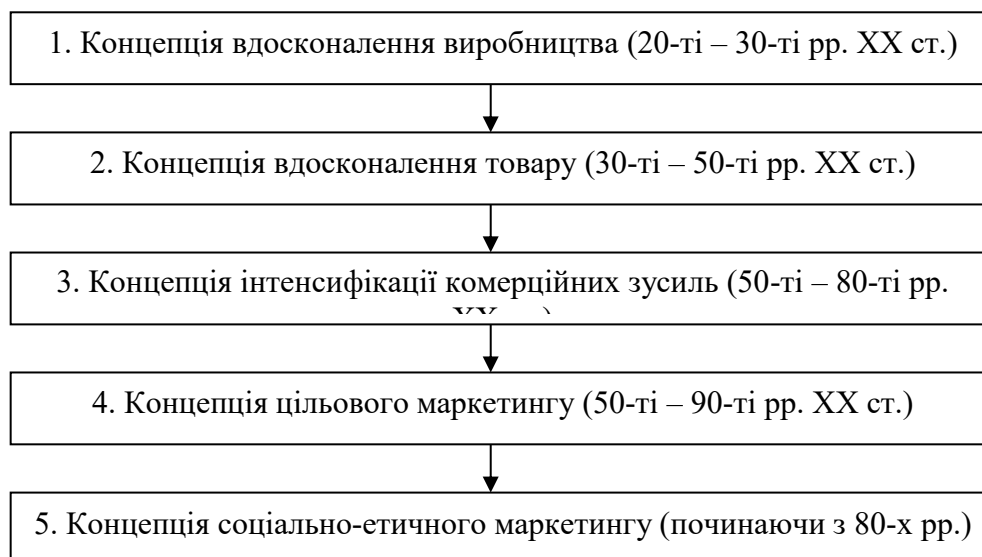 1. Концепція вдосконалення виробництва (20-ті – 30-ті рр. XX ст.)
2. Концепція вдосконалення товару (30-ті – 50-ті рр. XX ст.)
3. Концепція інтенсифікації комерційних зусиль (50-ті – 80-ті рр.
4. Концепція цільового маркетингу (50-ті – 90-ті рр. XX ст.)
5. Концепція соціально-етичного маркетингу (починаючи з 80-х рр.)